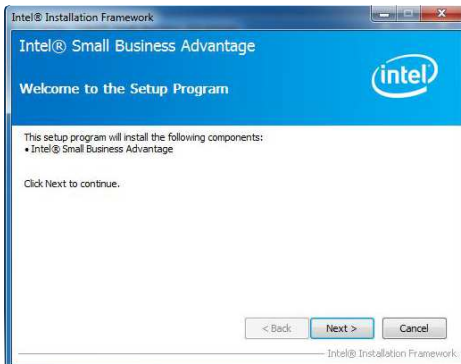 Intel® Installation Framework
Intel® Small Business Advantage
Welcome to the Setup Program
intel
This setup program will install the following components:
• Intel® Small Business Advantage
Click Next to continue.
< Back
Next >
Cancel
Intel® Installation Framework